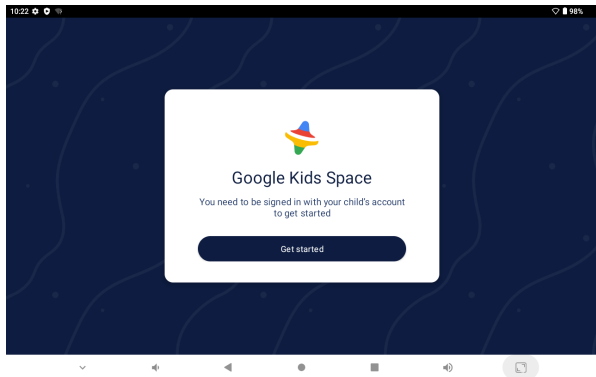 10:22
98%
Google Kids Space
You need to be signed in with your child's account
to get started
Get started